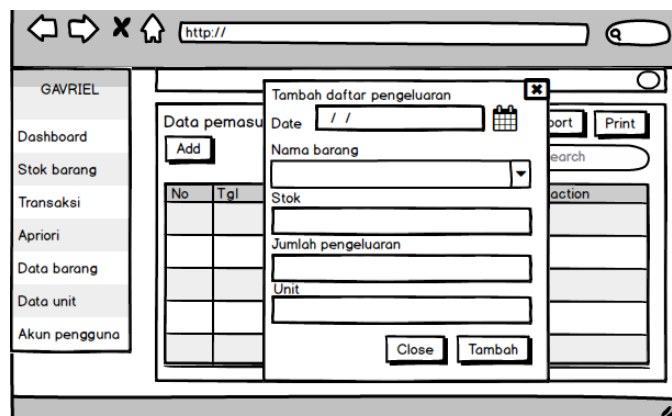 http://
GAVRIEL
Dashboard
Stok barang
Transaksi
Apriori
Data barang
Data unit
Akun pengguna
Data pemasu
Print
Add
earch
No Tgl action
Tambah daftar pengeluaran
Date / /
Nama barang
Stok
Jumlah pengeluaran
Unit
Close Tambah